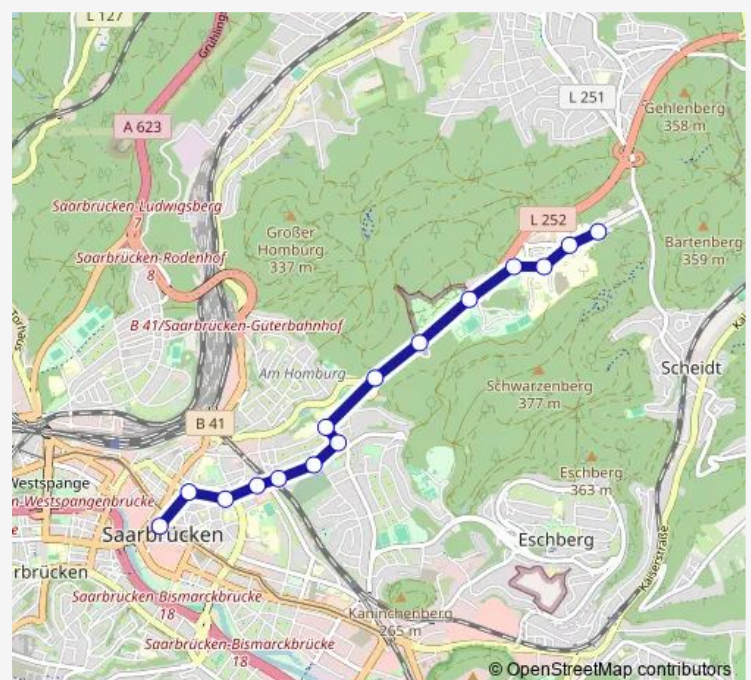 L 127
Grühlings
L 251
Gehlenberg
358 m
A 623
Saarbrücken-Ludwigsberg
7
Großer
Homburg
337 m
L 252
Bartenberg
359 m
Saarbrücken-Rodenhof
8
B 41/Saarbrücken-Güterbahnhof
Am Homburg
Scheidt
Schwarzenberg
377 m
B 41
Eschberg
363 m
Westspange
n-Westspangenbrücke
Saarbrücken
Eschberg
Kaiserstraße
rbrücken
Saarbrücken-Bismarckbrücke
18
Kaninchenberg
265 m
Saarbrücken-Bismarckbrücke
18
© OpenStreetMap contributors